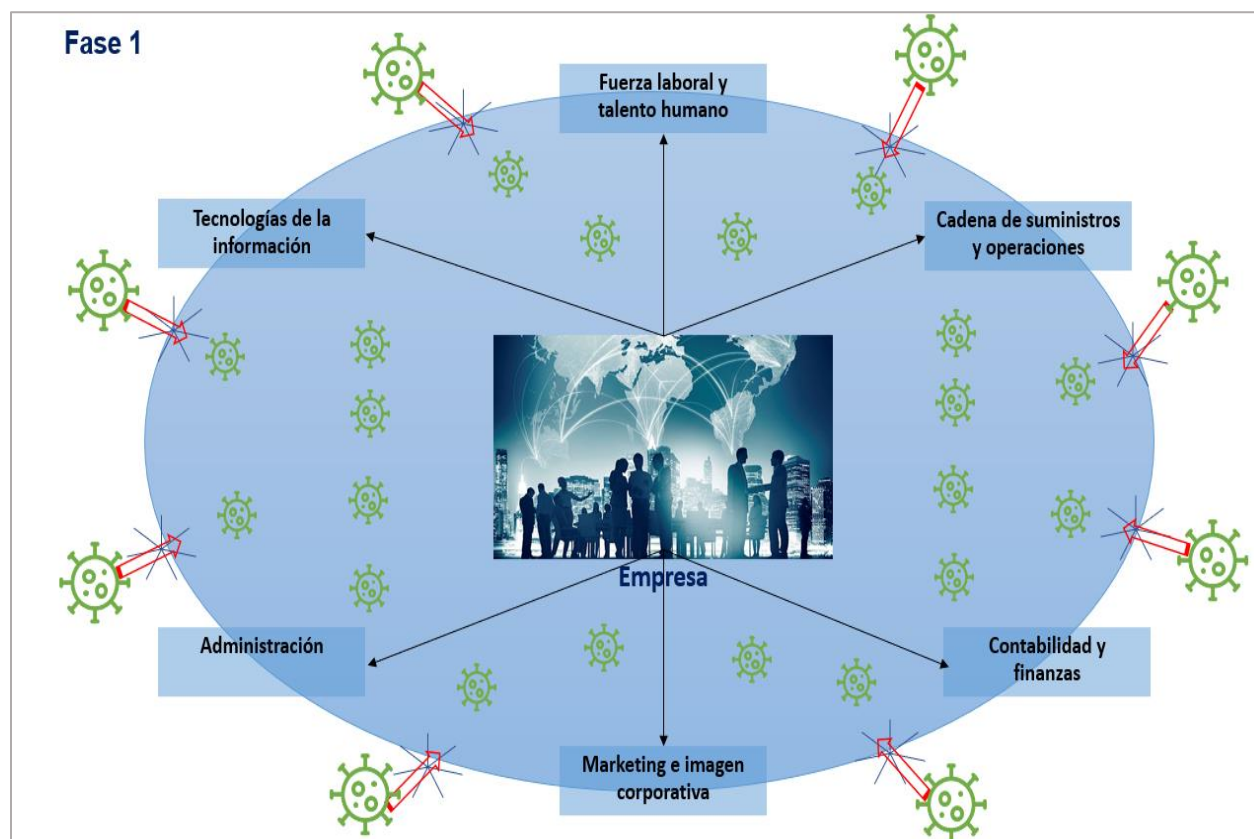 Fase 1
Fuerza laboral y
talento humano
Tecnologías de la
información
Cadena de suministros
y operaciones
Empresa
Administración
Contabilidad y
finanzas
Marketing e imagen
corporativa